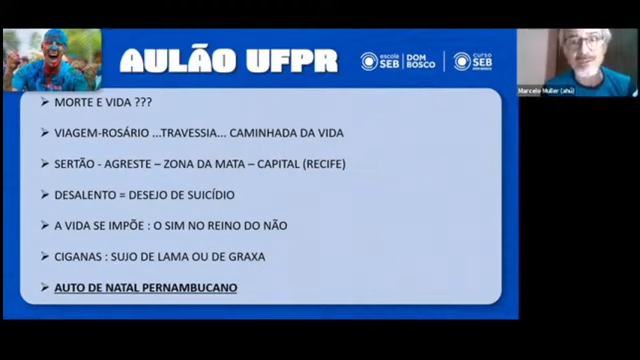 AULÃO UFPR
escola SEB DOM BOSCO
curso SEB
Marcelo Muller (ahú)
MORTE E VIDA ???
VIAGEM-ROSÁRIO ...TRAVESSIA... CAMINHADA DA VIDA
SERTÃO - AGRESTE – ZONA DA MATA – CAPITAL (RECIFE)
DESALENTO = DESEJO DE SUICÍDIO
A VIDA SE IMPÕE : O SIM NO REINO DO NÃO
CIGANAS : SUJO DE LAMA OU DE GRAXA
AUTO DE NATAL PERNAMBUCANO